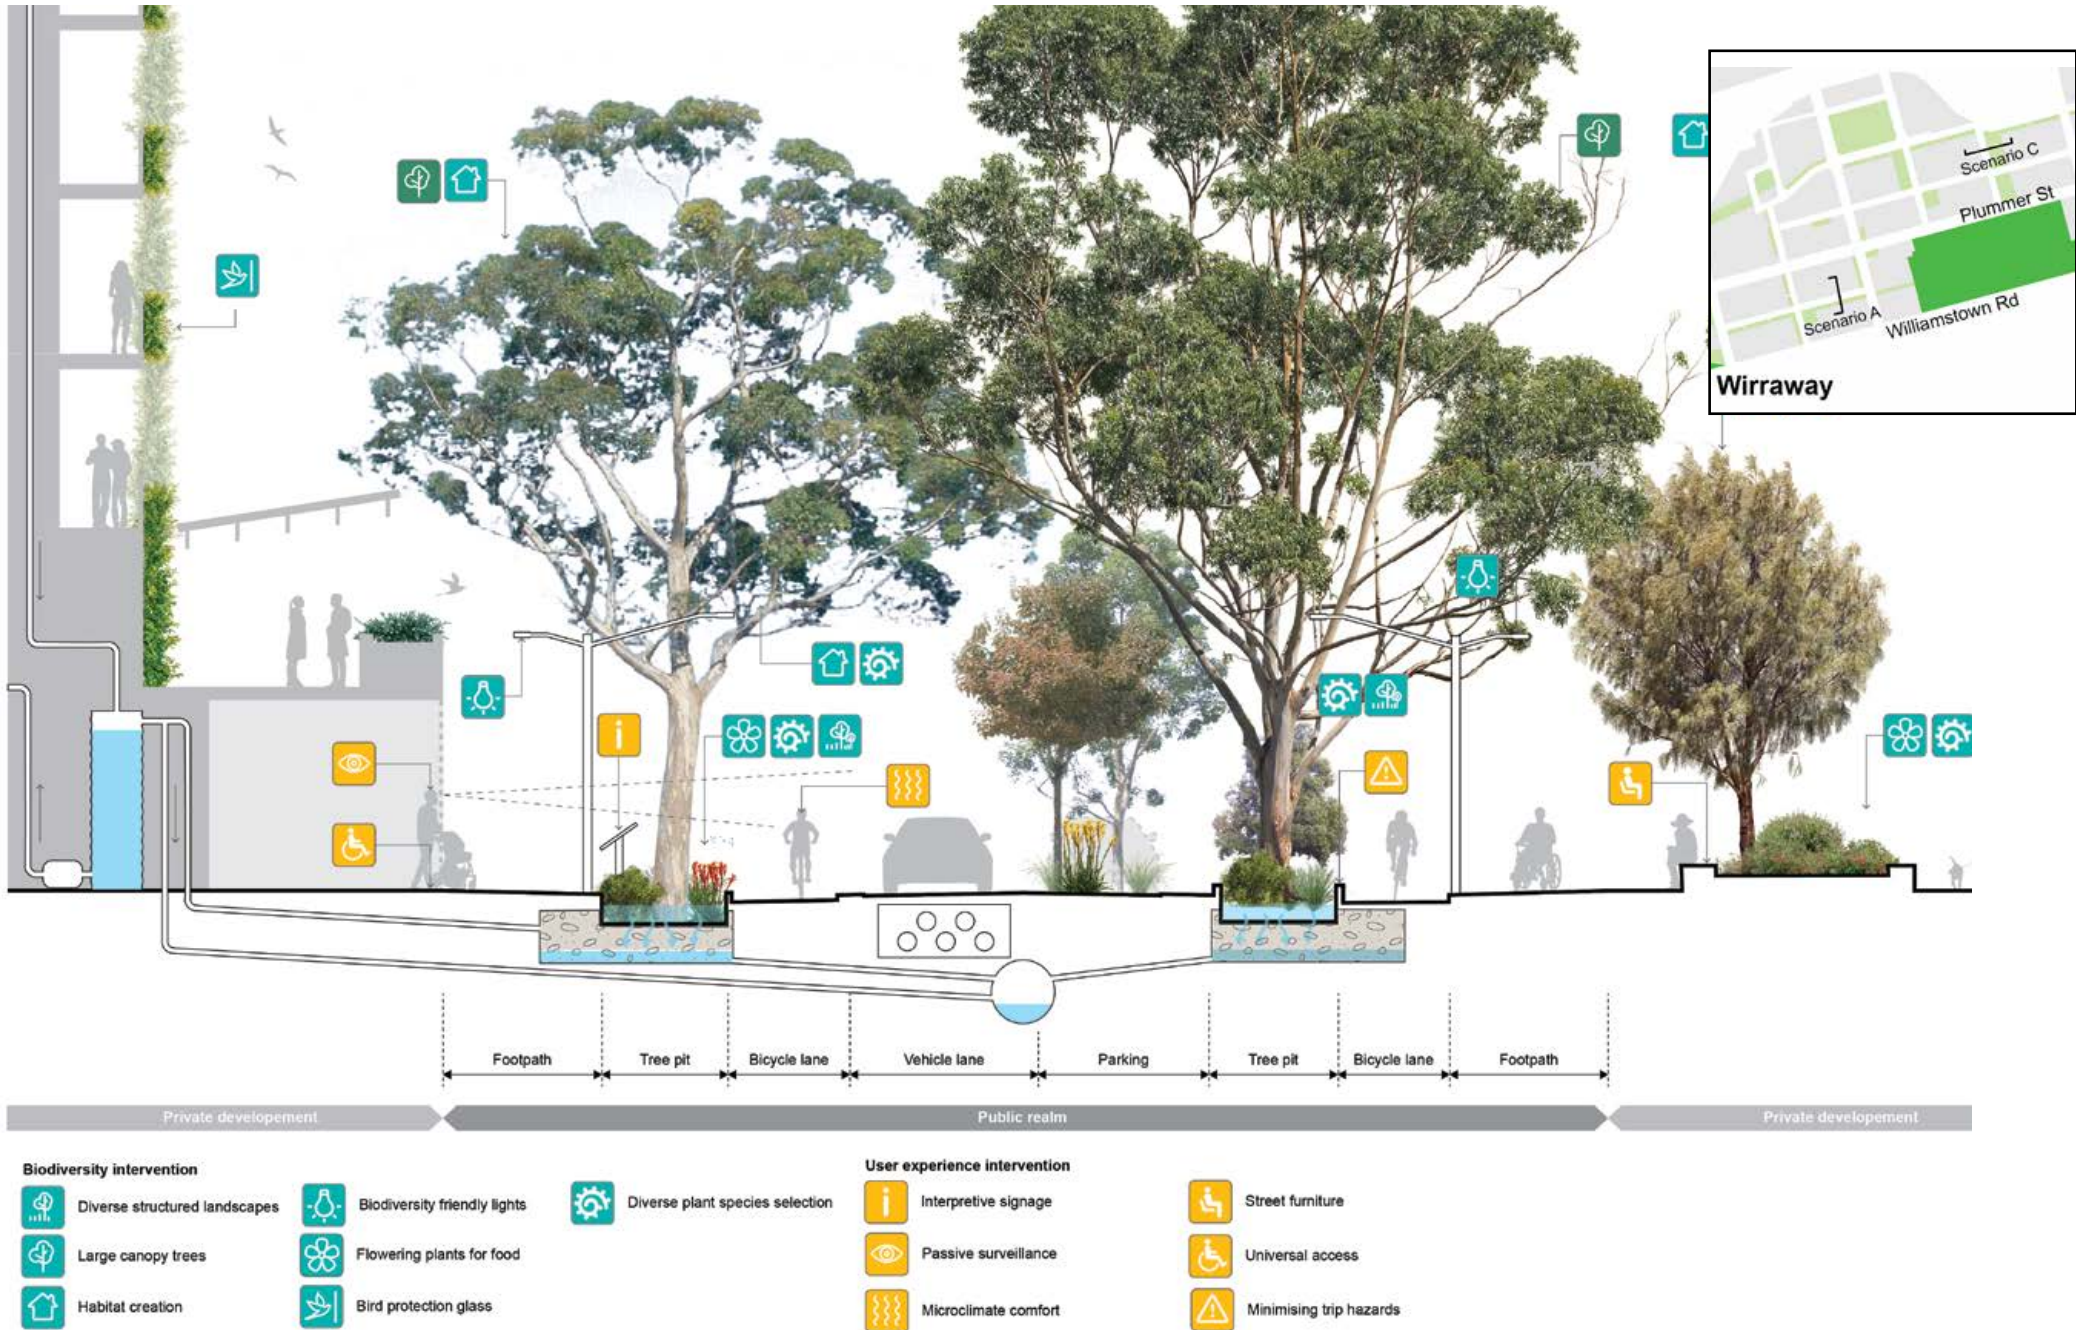 Scenario C
Plummer St
Scenario A
Williamstown Rd
Wirraway
Footpath
Tree pit
Bicycle lane
Vehicle lane
Parking
Tree pit
Bicycle lane
Footpath
Private developement
Public realm
Private developement
Biodiversity intervention
Diverse structured landscapes
Large canopy trees
Habitat creation
Biodiversity friendly lights
Flowering plants for food
Bird protection glass
Diverse plant species selection
User experience intervention
Interpretive signage
Passive surveillance
Microclimate comfort
Street furniture
Universal access
Minimising trip hazards